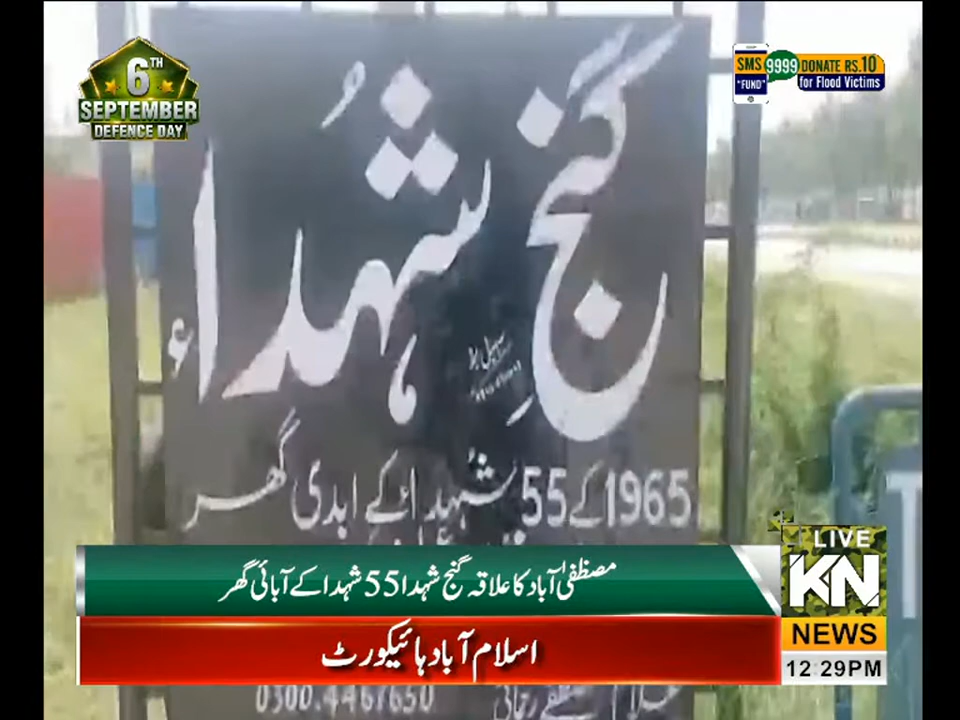 6TH
SEPTEMBER
DEFENCE DAY
SMS
"FUND"
9999
DONATE RS.10
for Flood Victims
گنجِ شہُداء
1965 کے 55 شہداء کے ابدی گھر
مصطفیٰ آباد کا علاقہ گنج شہدا 55 شہدا کے آبائی گھر
اسلام آباد ہائیکورٹ
LIVE
KN
NEWS
12:29PM
0300.4467650